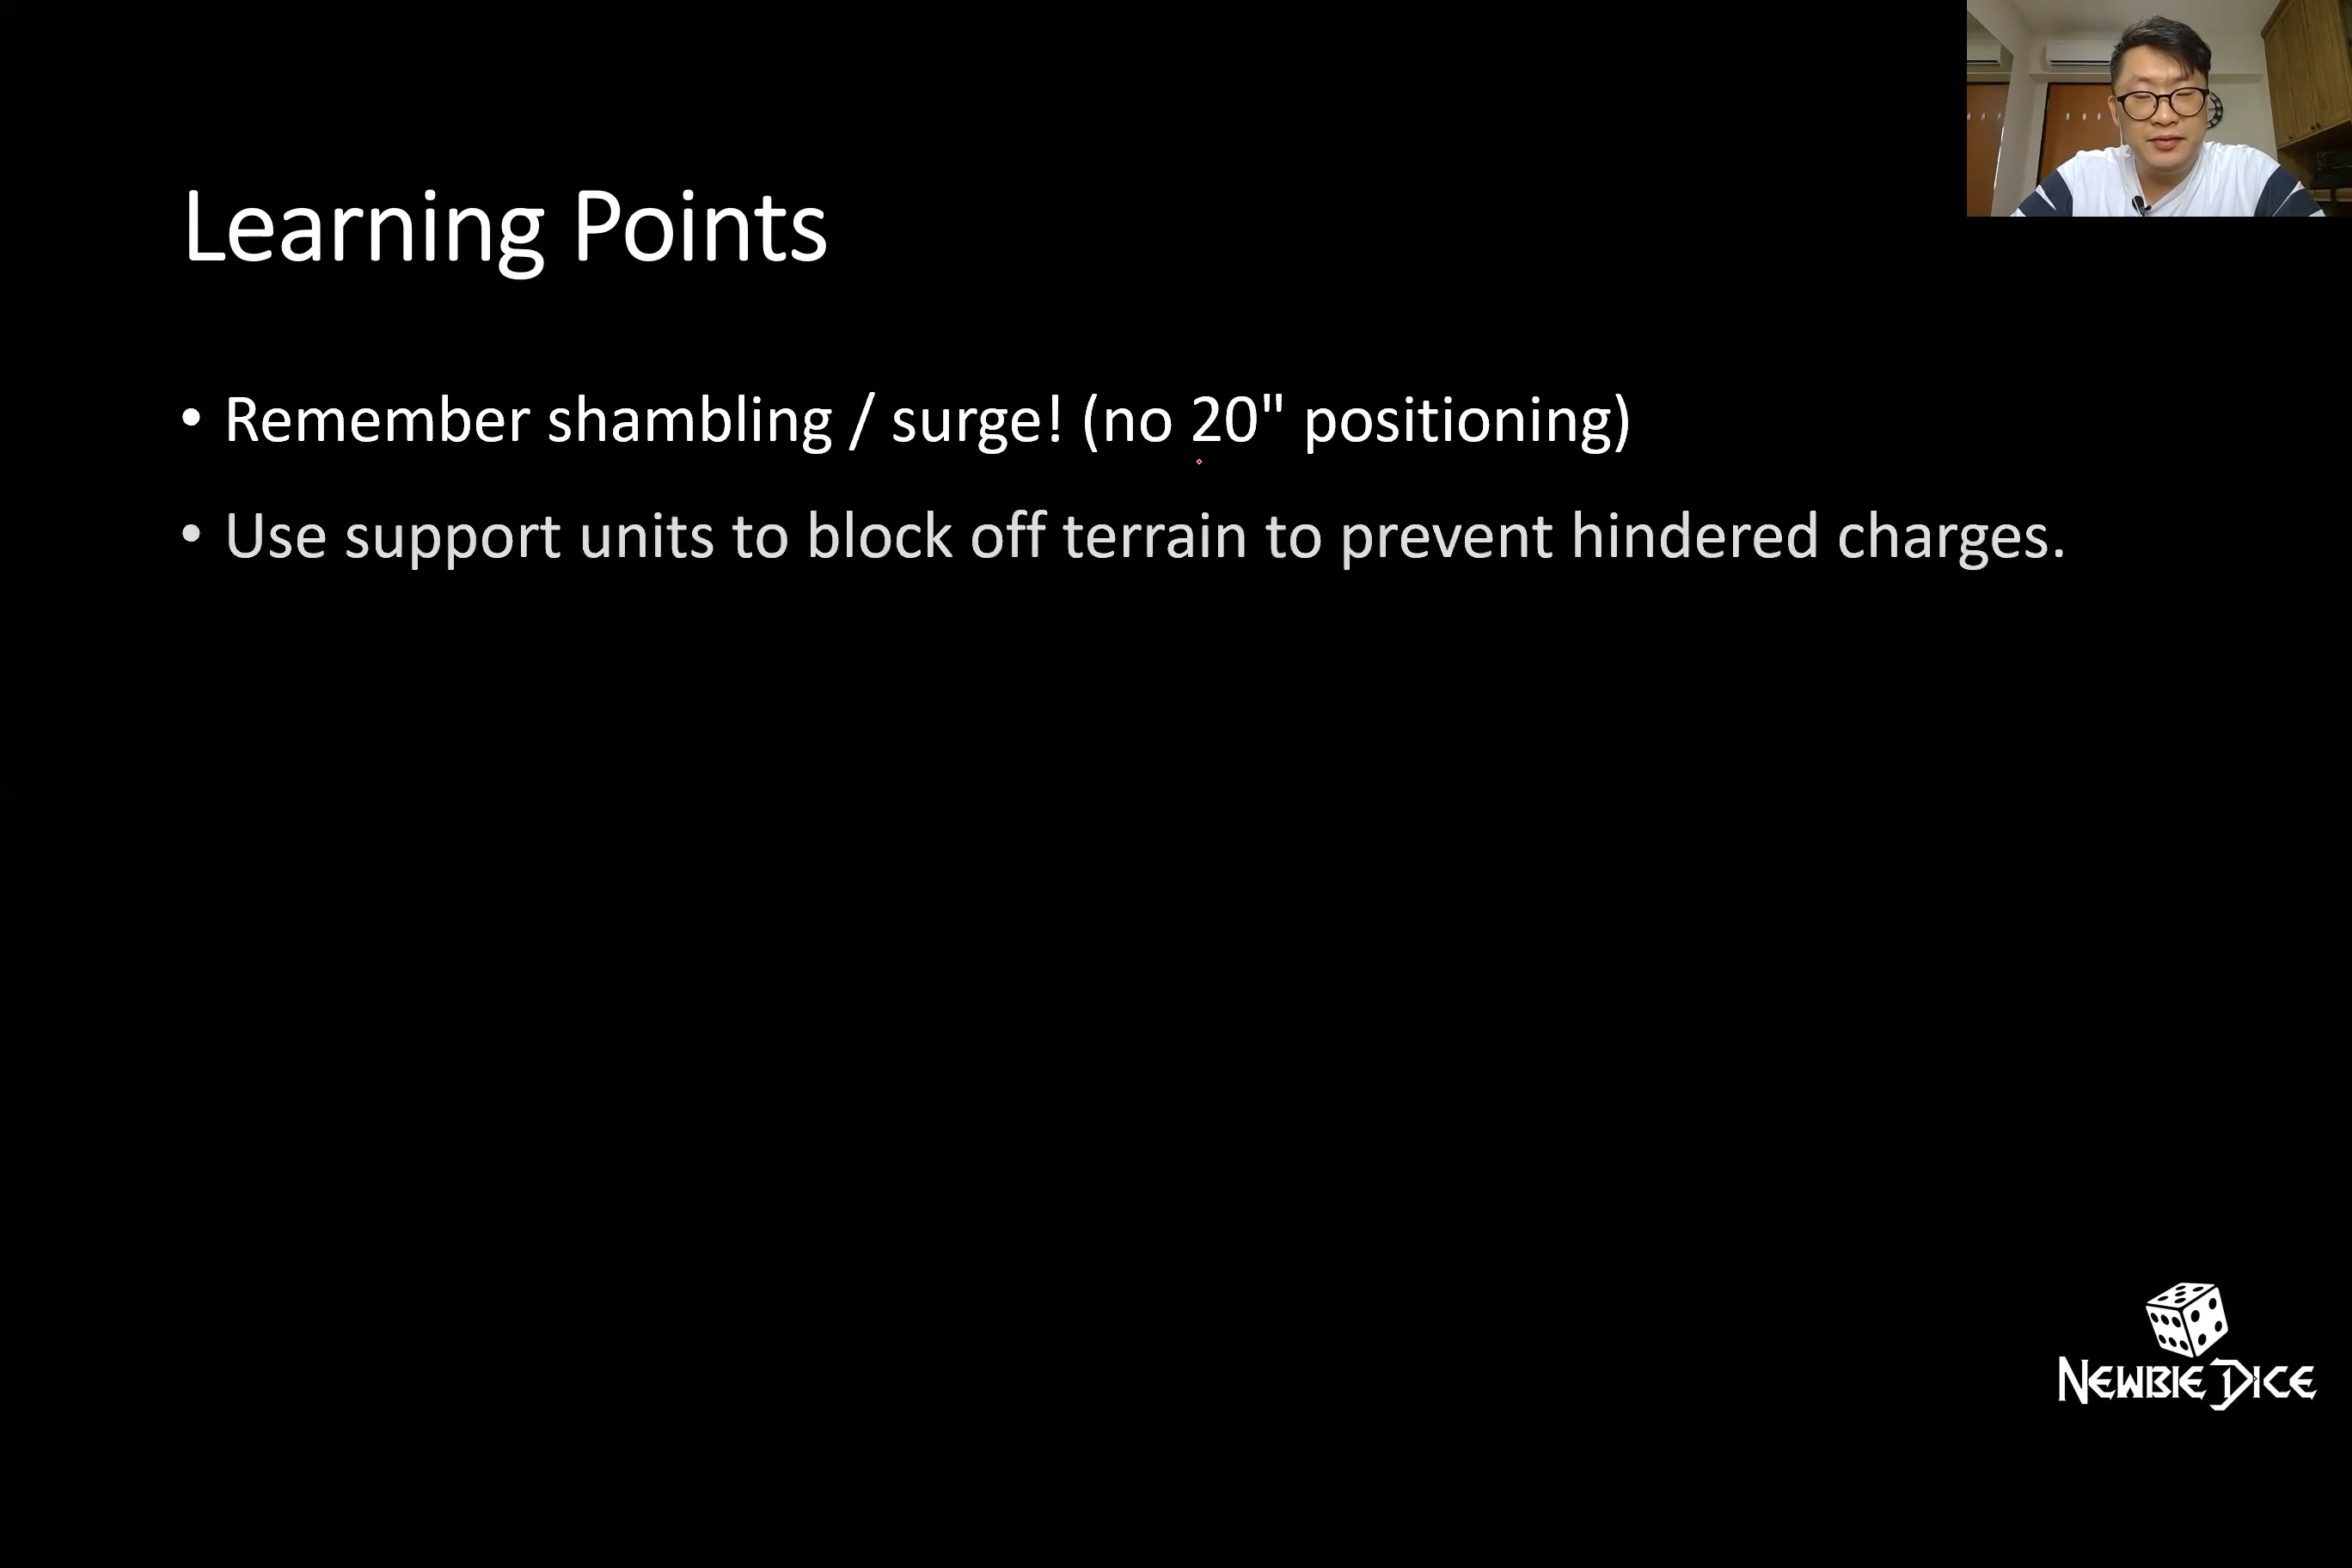 Learning Points
• Remember shambling / surge! (no 20" positioning)
• Use support units to block off terrain to prevent hindered charges.
NEWBIE DICE